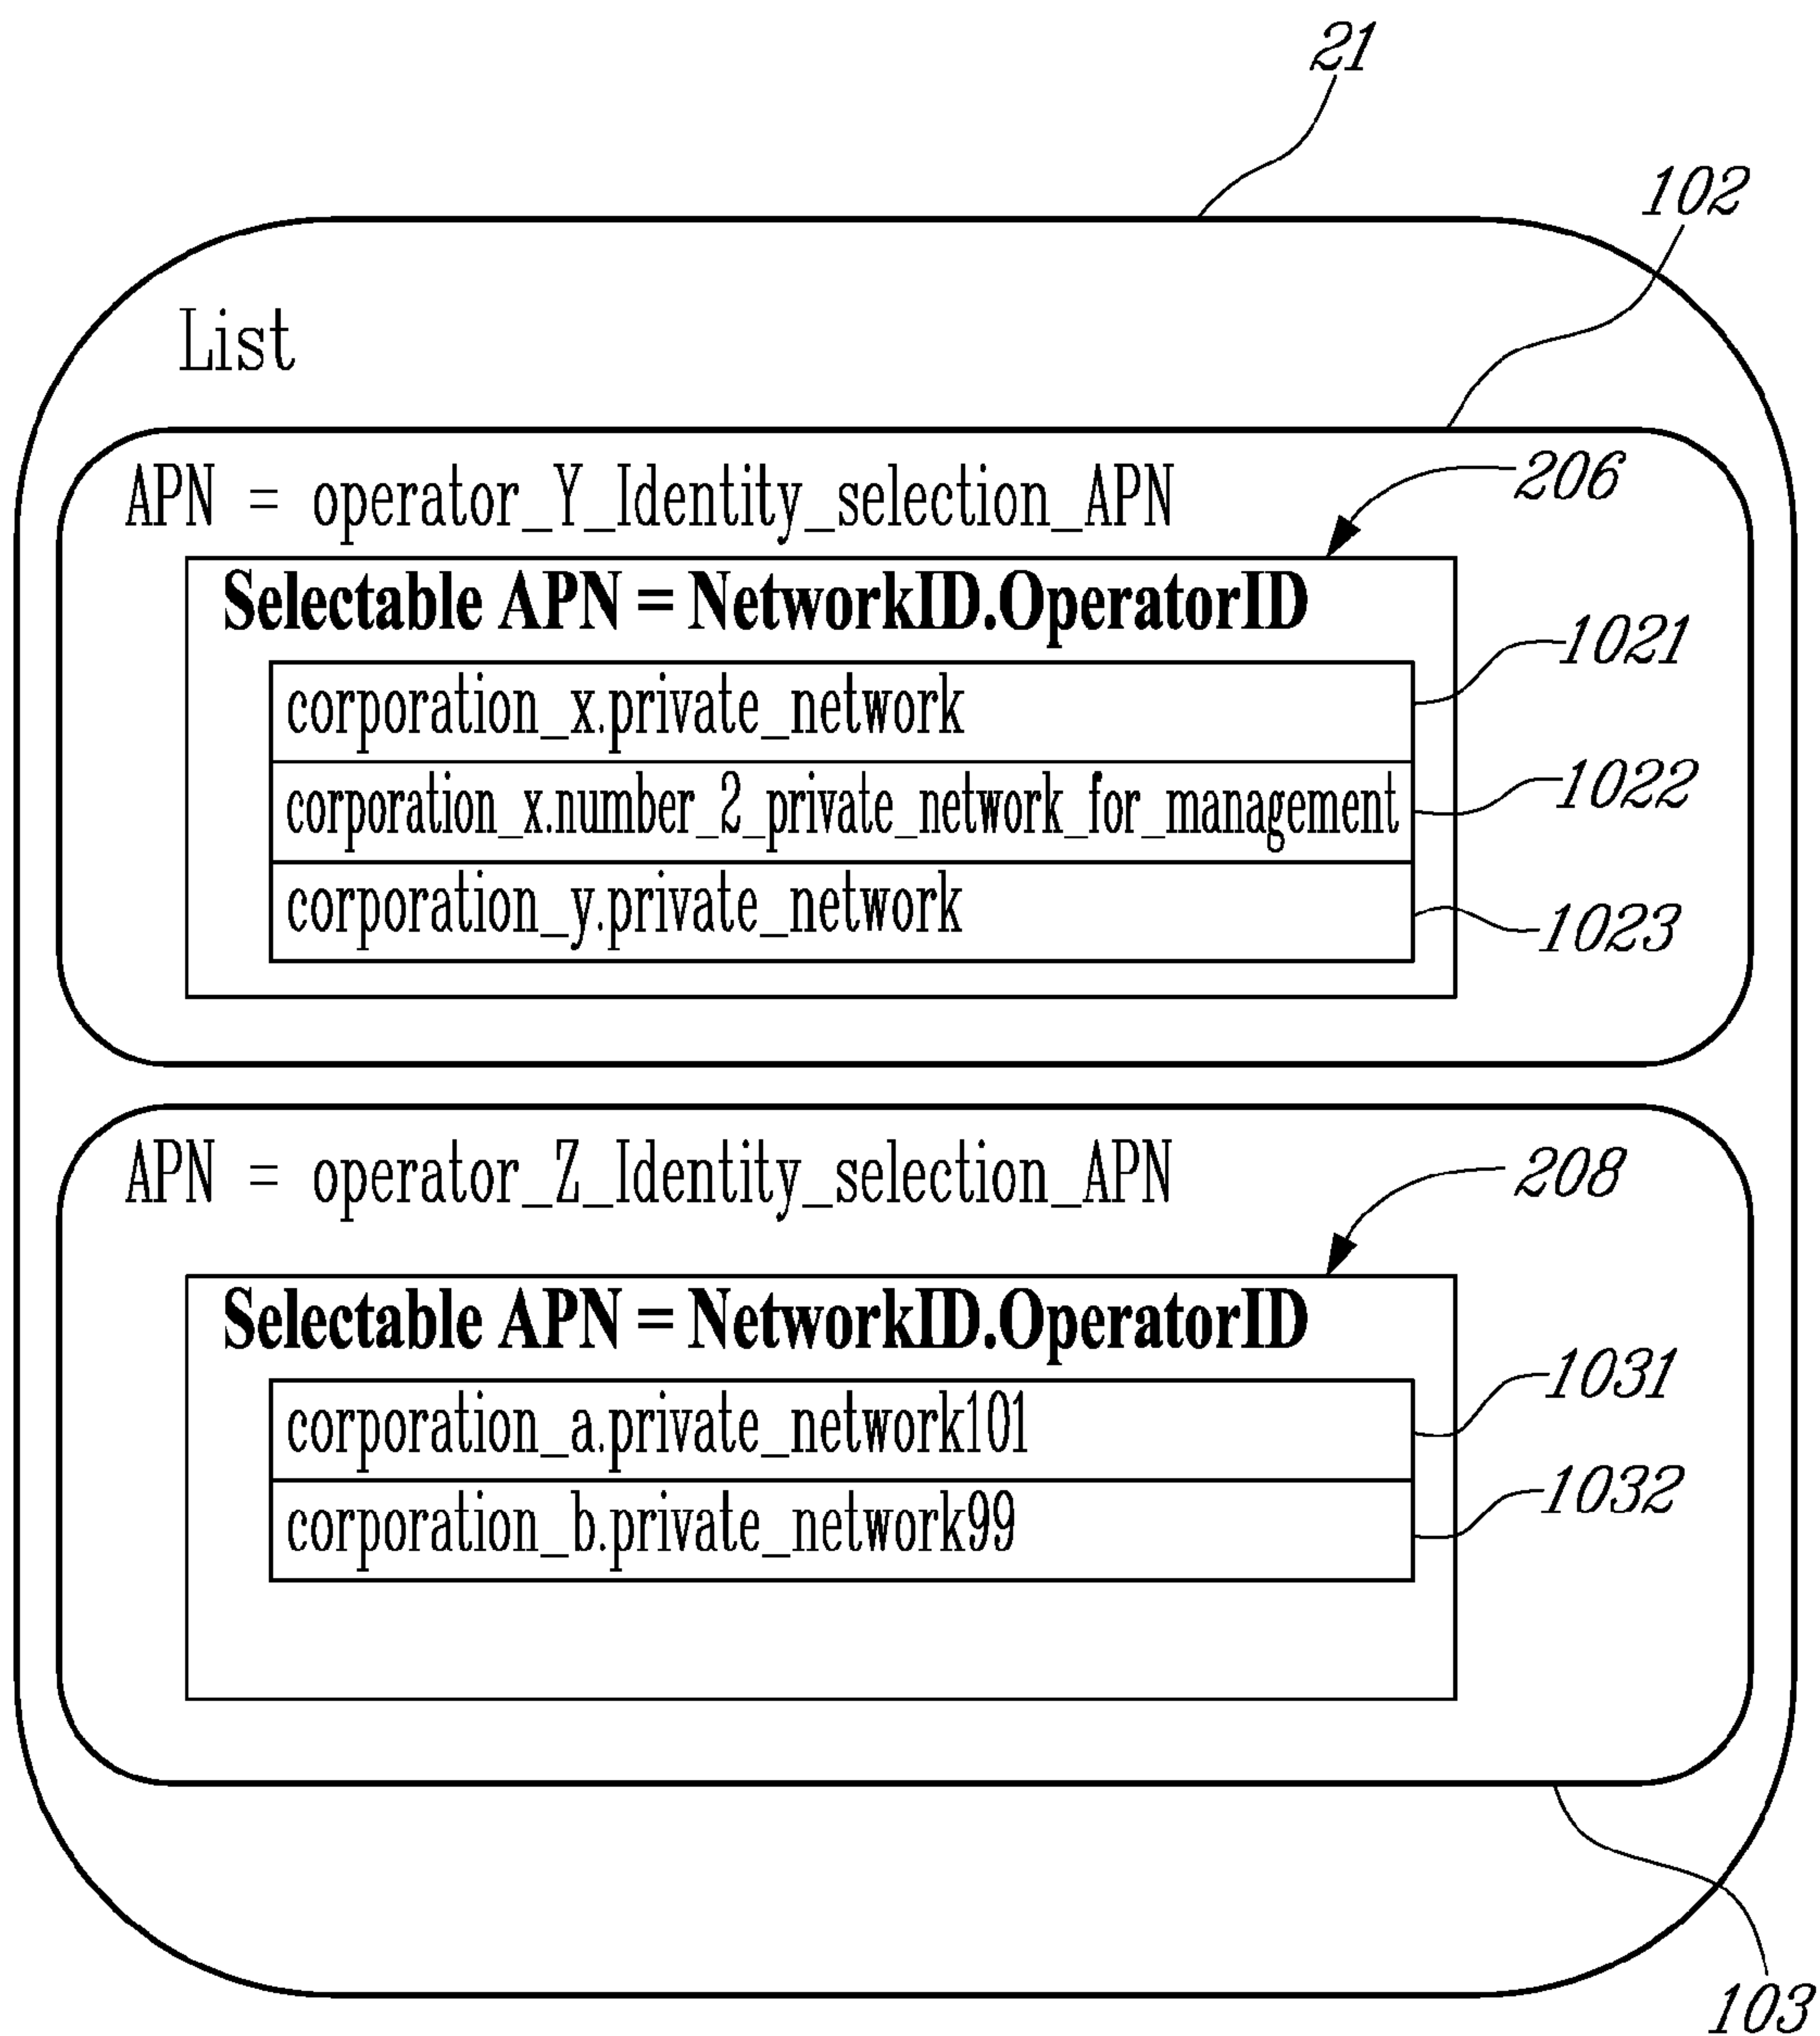 21
102
List
APN = operator_Y_Identity_selection_APN
206
Selectable APN = NetworkID.OperatorID
1021
corporation_x.private_network
1022
corporation_x.number_2_private_network_for_management
corporation_y.private_network
1023
APN = operator_Z_Identity_selection_APN
208
Selectable APN = NetworkID.OperatorID
1031
corporation_a.private_network101
1032
corporation_b.private_network99
103